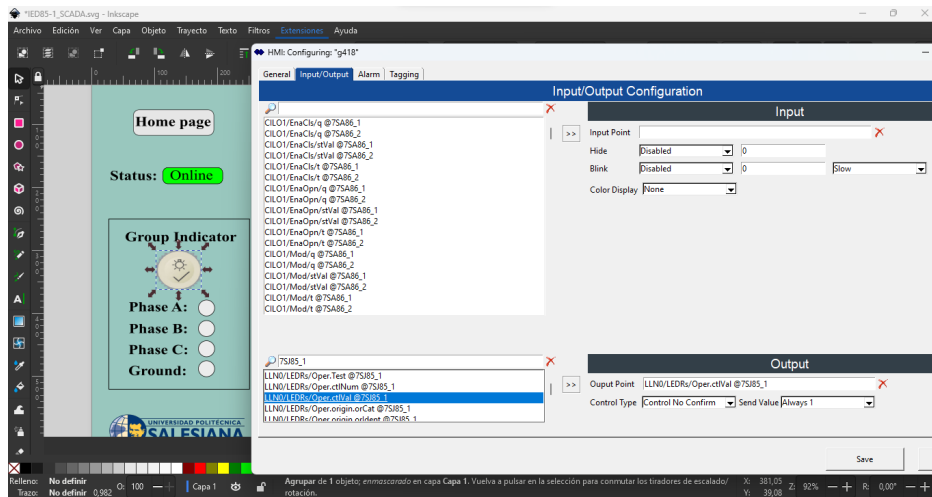 *IED85-1_SCADA.svg - Inkscape
Archivo Edición Ver Capa Objeto Trayecto Texto Filtros Extensiones Ayuda
HMI: Configuring: "g418"
General Input/Output Alarm Tagging
Input/Output Configuration
Input
CILO1/EnaCls/q @7SA86_1
CILO1/EnaCls/q @7SA86_2
CILO1/EnaCls/stVal @7SA86_1
CILO1/EnaCls/stVal @7SA86_2
CILO1/EnaCls/t @7SA86_1
CILO1/EnaCls/t @7SA86_2
CILO1/EnaOpn/q @7SA86_1
CILO1/EnaOpn/q @7SA86_2
CILO1/EnaOpn/stVal @7SA86_1
CILO1/EnaOpn/stVal @7SA86_2
CILO1/EnaOpn/t @7SA86_1
CILO1/EnaOpn/t @7SA86_2
CILO1/Mod/q @7SA86_1
CILO1/Mod/q @7SA86_2
CILO1/Mod/stVal @7SA86_1
CILO1/Mod/stVal @7SA86_2
CILO1/Mod/t @7SA86_1
CILO1/Mod/t @7SA86_2
>>
Input Point
Hide Disabled 0
Blink Disabled 0 Slow
Color Display None
7SJ85_1
LLN0/LEDRs/Oper.Test @7SJ85_1
LLN0/LEDRs/Oper.ctlNum @7SJ85_1
LLN0/LEDRs/Oper.ctlVal @7SJ85_1
LLN0/LEDRs/Oper.origin.orCat @7SJ85_1
LLN0/LEDRs/Oper.origin.orIdent @7SJ85_1
>>
Output
Ouput Point LLN0/LEDRs/Oper.ctlVal @7SJ85_1
Control Type Control No Confirm Send Value Always 1
Save
0 100 200
Home page
Status: Online
Group Indicator
Phase A:
Phase B:
Phase C:
Ground:
UNIVERSIDAD POLITÉCNICA
SALESIANA
Relleno: No definir
Trazo: No definir 0,982
O: 100
Capa 1
Agrupar de 1 objeto; enmascarado en capa Capa 1. Vuelva a pulsar en la selección para conmutar los tiradores de escalado/
rotación.
X: 381,05
Y: 39,08
Z: 92%
R: 0,00°